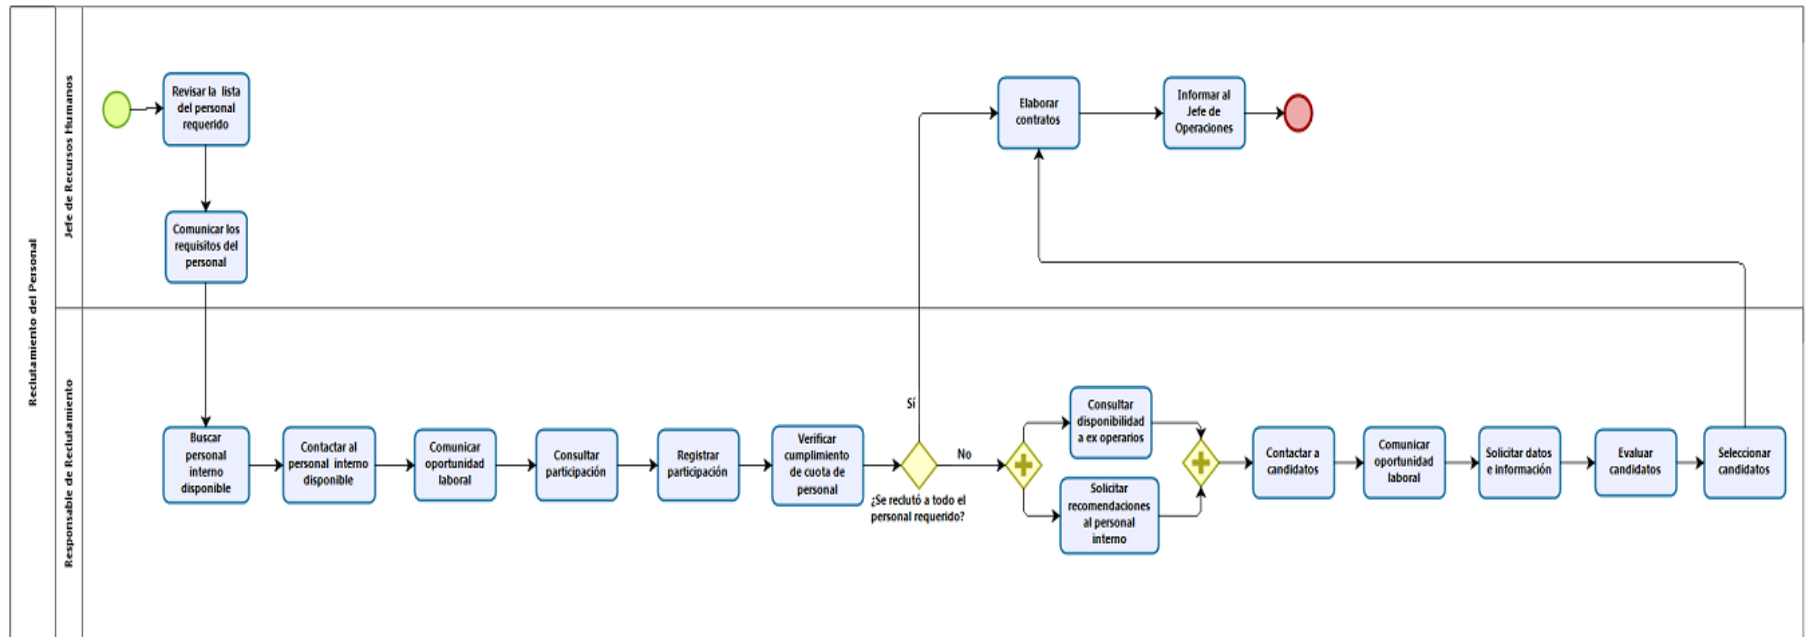 Reclutamiento del Personal
Jefe de Recursos Humanos
Revisar la lista
del personal
requerido
Comunicar los
requisitos del
personal
Elaborar
contratos
Informar al
Jefe de
Operaciones
Responsable de Reclutamiento
Buscar
personal
interno
disponible
Contactar al
personal interno
disponible
Comunicar
oportunidad
laboral
Consultar
participación
Registrar
participación
Verificar
cumplimiento
de cuota de
personal
¿Se reclutó a todo el
personal requerido?
Sí
No
Consultar
disponibilidad
a ex operarios
Solicitar
recomendaciones
al personal
interno
Contactar a
candidatos
Comunicar
oportunidad
laboral
Solicitar datos
e información
Evaluar
candidatos
Seleccionar
candidatos